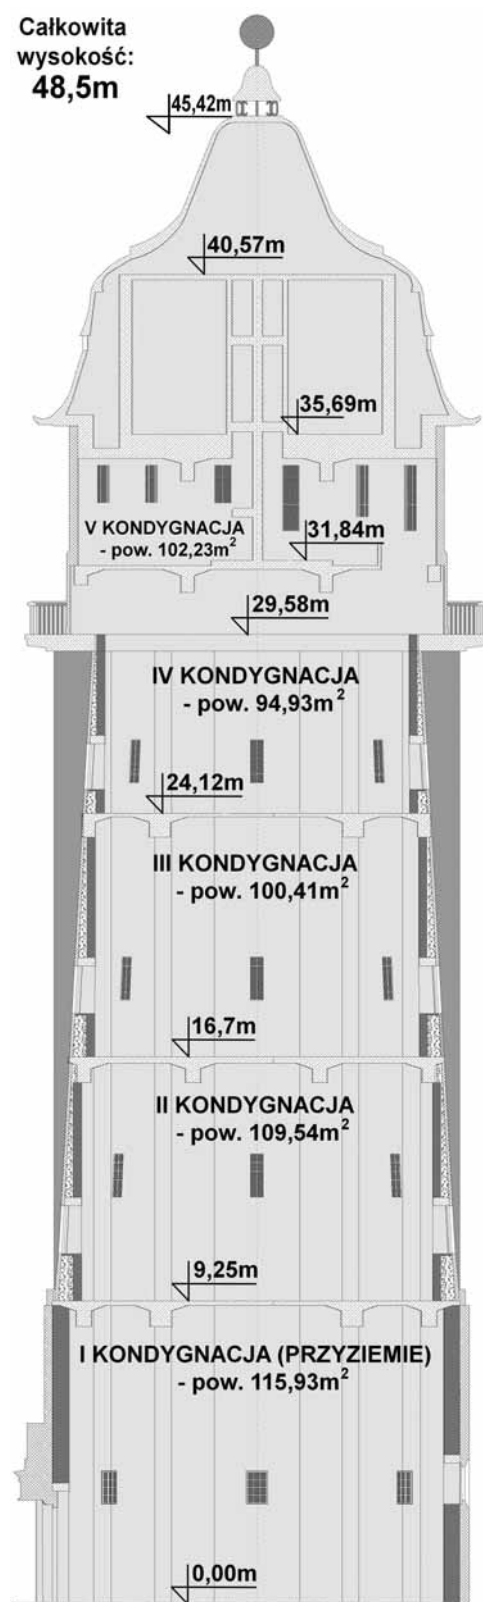 Całkowita
wysokość:
48,5m
45,42m
40,57m
35,69m
V KONDYGNACJA
- pow. 102,23m²
31,84m
29,58m
IV KONDYGNACJA
- pow. 94,93m²
24,12m
III KONDYGNACJA
- pow. 100,41m²
16,7m
II KONDYGNACJA
- pow. 109,54m²
9,25m
I KONDYGNACJA (PRZYZIEMIE)
- pow. 115,93m²
0,00m